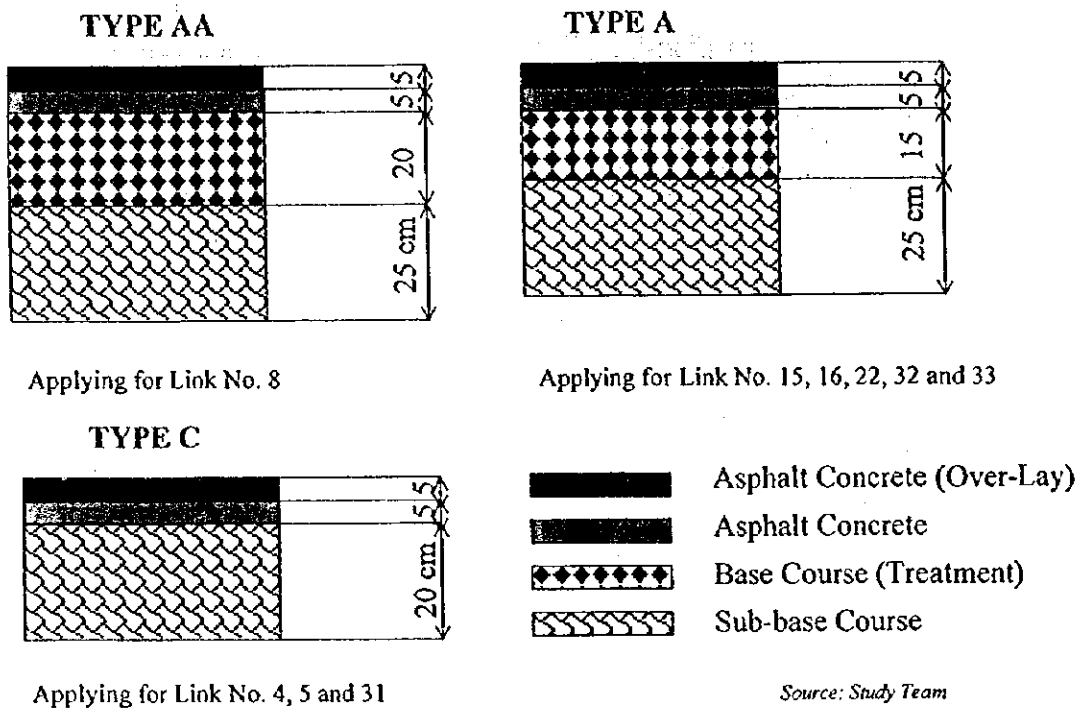 TYPE AA
5
5
20
25 cm
Applying for Link No. 8
TYPE A
5
5
15
25 cm
Applying for Link No. 15, 16, 22, 32 and 33
TYPE C
5
5
20 cm
Applying for Link No. 4, 5 and 31
Asphalt Concrete (Over-Lay)
Asphalt Concrete
Base Course (Treatment)
Sub-base Course
Source: Study Team